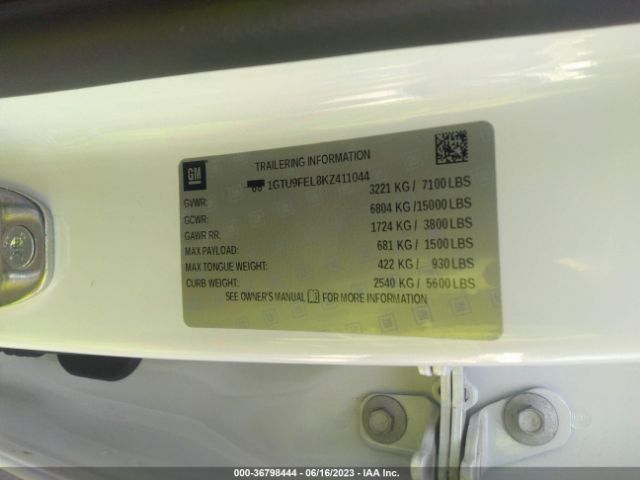 GM
TRAILERING INFORMATION
1GTU9FEL8KZ411044
GVWR: 3221 KG / 7100 LBS
GCWR: 6804 KG / 15000 LBS
GAWR RR. 1724 KG / 3800 LBS
MAX PAYLOAD: 681 KG / 1500 LBS
MAX TONGUE WEIGHT: 422 KG / 930 LBS
CURB WEIGHT: 2540 KG / 5600 LBS
SEE OWNER'S MANUAL FOR MORE INFORMATION
000-36798444 / 06/16/2023 / IAA Inc.